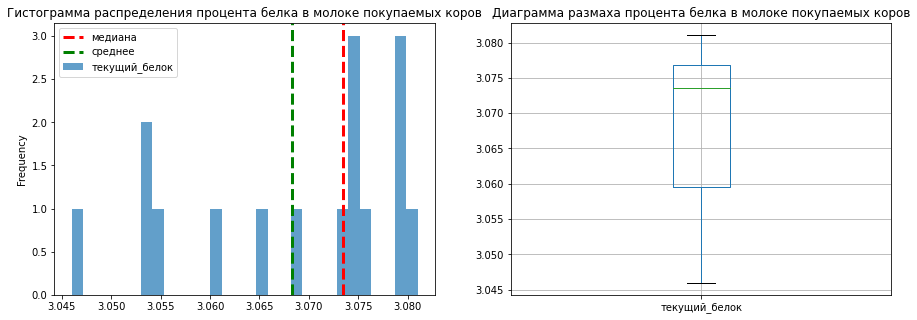 Гистограмма распределения процента белка в молоке покупаемых коров
медиана
среднее
текущий_белок
Frequency
3.0
2.5
2.0
1.5
1.0
0.5
0.0
3.045 3.050 3.055 3.060 3.065 3.070 3.075 3.080
Диаграмма размаха процента белка в молоке покупаемых коров
3.080
3.075
3.070
3.065
3.060
3.055
3.050
3.045
текущий_белок